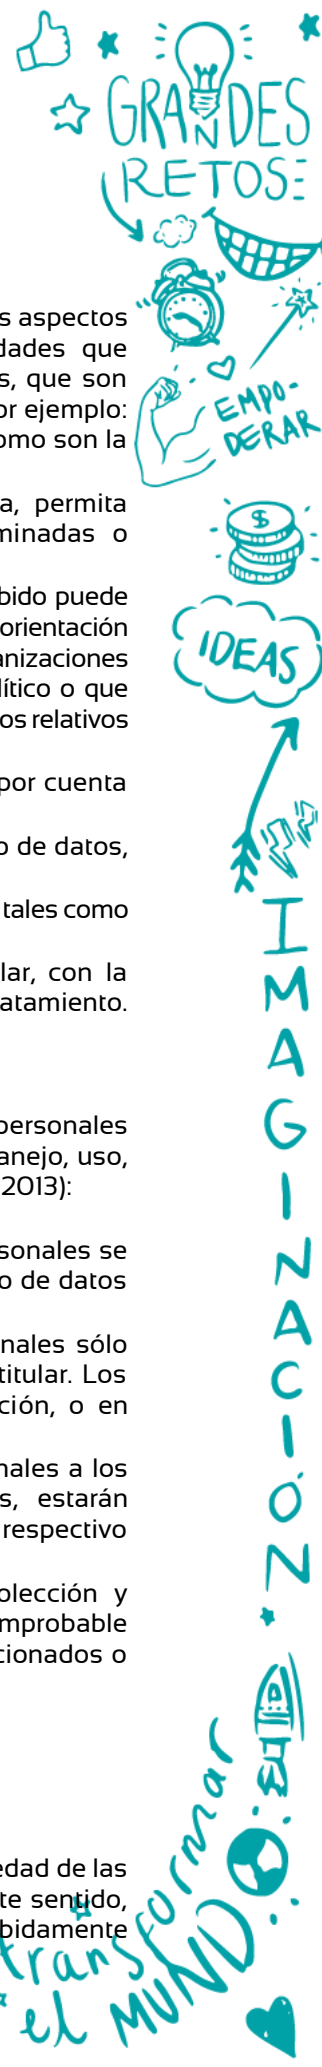 GRANDES
RETOS
s aspectos
dades que
s, que son
or ejemplo:
omo son la
EMPO-
DERAR
a, permita
minadas o
bido puede
orientación
anizaciones
lítico o que
os relativos
IDEAS
por cuenta
o de datos,
tales como
lar, con la
atamiento.
IMAGINACIÓN
personales
anejo, uso,
2013):
sonales se
o de datos
nales sólo
titular. Los
ción, o en
nales a los
s, estarán
respectivo
olección y
mprobable
cionados o
edad de las
te sentido,
bidamente
transformar
el MUNDO